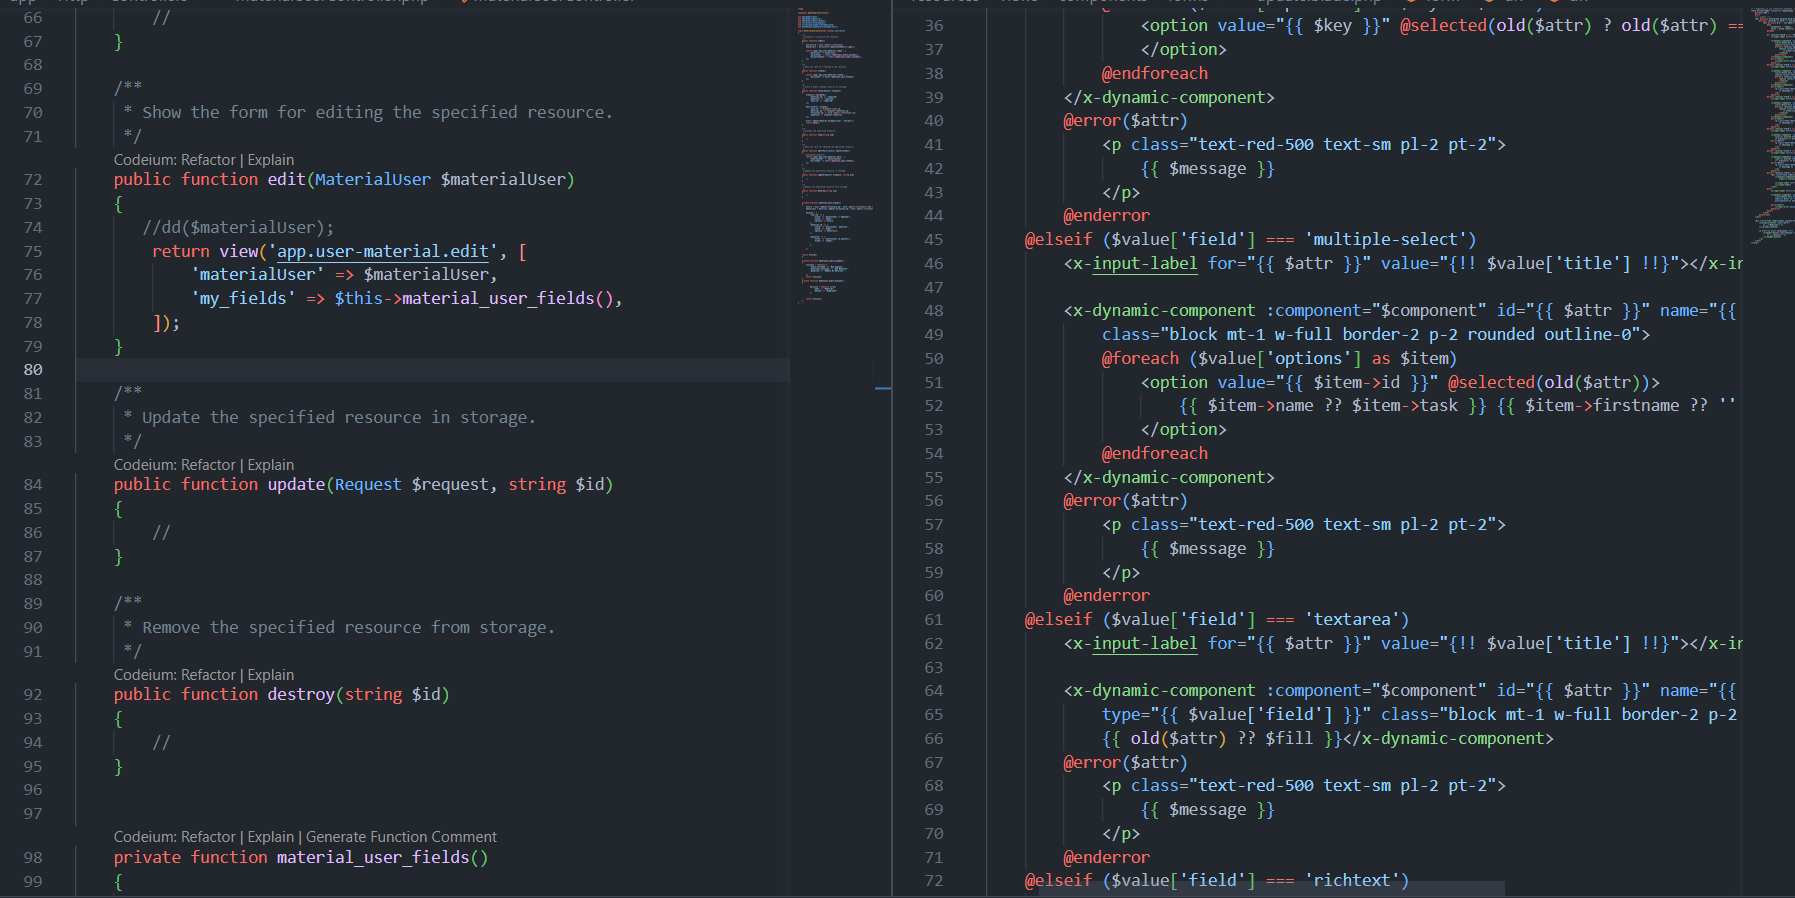 66 //
67 }
68
69 /**
70 * Show the form for editing the specified resource.
71 */
Codeium: Refactor | Explain
72 public function edit(MaterialUser $materialUser)
73 {
74 //dd($materialUser);
75 return view('app.user-material.edit', [
76 'materialUser' => $materialUser,
77 'my_fields' => $this->material_user_fields(),
78 ]);
79 }
80
81 /**
82 * Update the specified resource in storage.
83 */
Codeium: Refactor | Explain
84 public function update(Request $request, string $id)
85 {
86 //
87 }
88
89 /**
90 * Remove the specified resource from storage.
91 */
Codeium: Refactor | Explain
92 public function destroy(string $id)
93 {
94 //
95 }
96
97
Codeium: Refactor | Explain | Generate Function Comment
98 private function material_user_fields()
99 {
36 <option value="{{ $key }}" @selected(old($attr) ? old($attr) ==
37 </option>
38 @endforeach
39 </x-dynamic-component>
40 @error($attr)
41 <p class="text-red-500 text-sm pl-2 pt-2">
42 {{ $message }}
43 </p>
44 @enderror
45 @elseif ($value['field'] === 'multiple-select')
46 <x-input-label for="{{ $attr }}" value="{!! $value['title'] !!}"></x-in
47
48 <x-dynamic-component :component="$component" id="{{ $attr }}" name="{{
49 class="block mt-1 w-full border-2 p-2 rounded outline-0">
50 @foreach ($value['options'] as $item)
51 <option value="{{ $item->id }}" @selected(old($attr))>
52 {{ $item->name ?? $item->task }} {{ $item->firstname ?? ''
53 </option>
54 @endforeach
55 </x-dynamic-component>
56 @error($attr)
57 <p class="text-red-500 text-sm pl-2 pt-2">
58 {{ $message }}
59 </p>
60 @enderror
61 @elseif ($value['field'] === 'textarea')
62 <x-input-label for="{{ $attr }}" value="{!! $value['title'] !!}"></x-in
63
64 <x-dynamic-component :component="$component" id="{{ $attr }}" name="{{
65 type="{{ $value['field'] }}" class="block mt-1 w-full border-2 p-2
66 {{ old($attr) ?? $fill }}</x-dynamic-component>
67 @error($attr)
68 <p class="text-red-500 text-sm pl-2 pt-2">
69 {{ $message }}
70 </p>
71 @enderror
72 @elseif ($value['field'] === 'richtext')